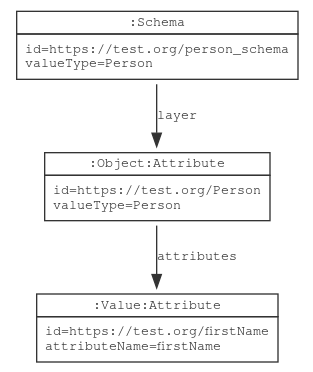 :Schema
id=https://test.org/person_schema
valueType=Person
layer
:Object:Attribute
id=https://test.org/Person
valueType=Person
attributes
:Value:Attribute
id=https://test.org/firstName
attributeName=firstName